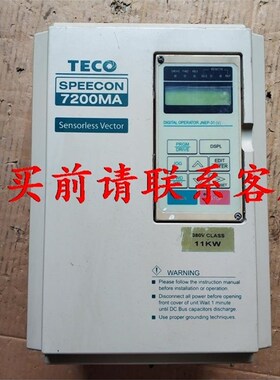 TECO
SPEECON
7200MA
Sensorless Vector
DIGITAL OPERATOR
PRGM
DRIVE
DSPL
JOG
EDIT
ENTER
买前请联系客
380V CLASS
11KW
WARNING
Please follow the instruction manual
before installation or operation.
Disconnect all power before opening
front cover of unit.Wait 1 minute
until DC Bus capacitors discharge.
Use proper grounding techniques.